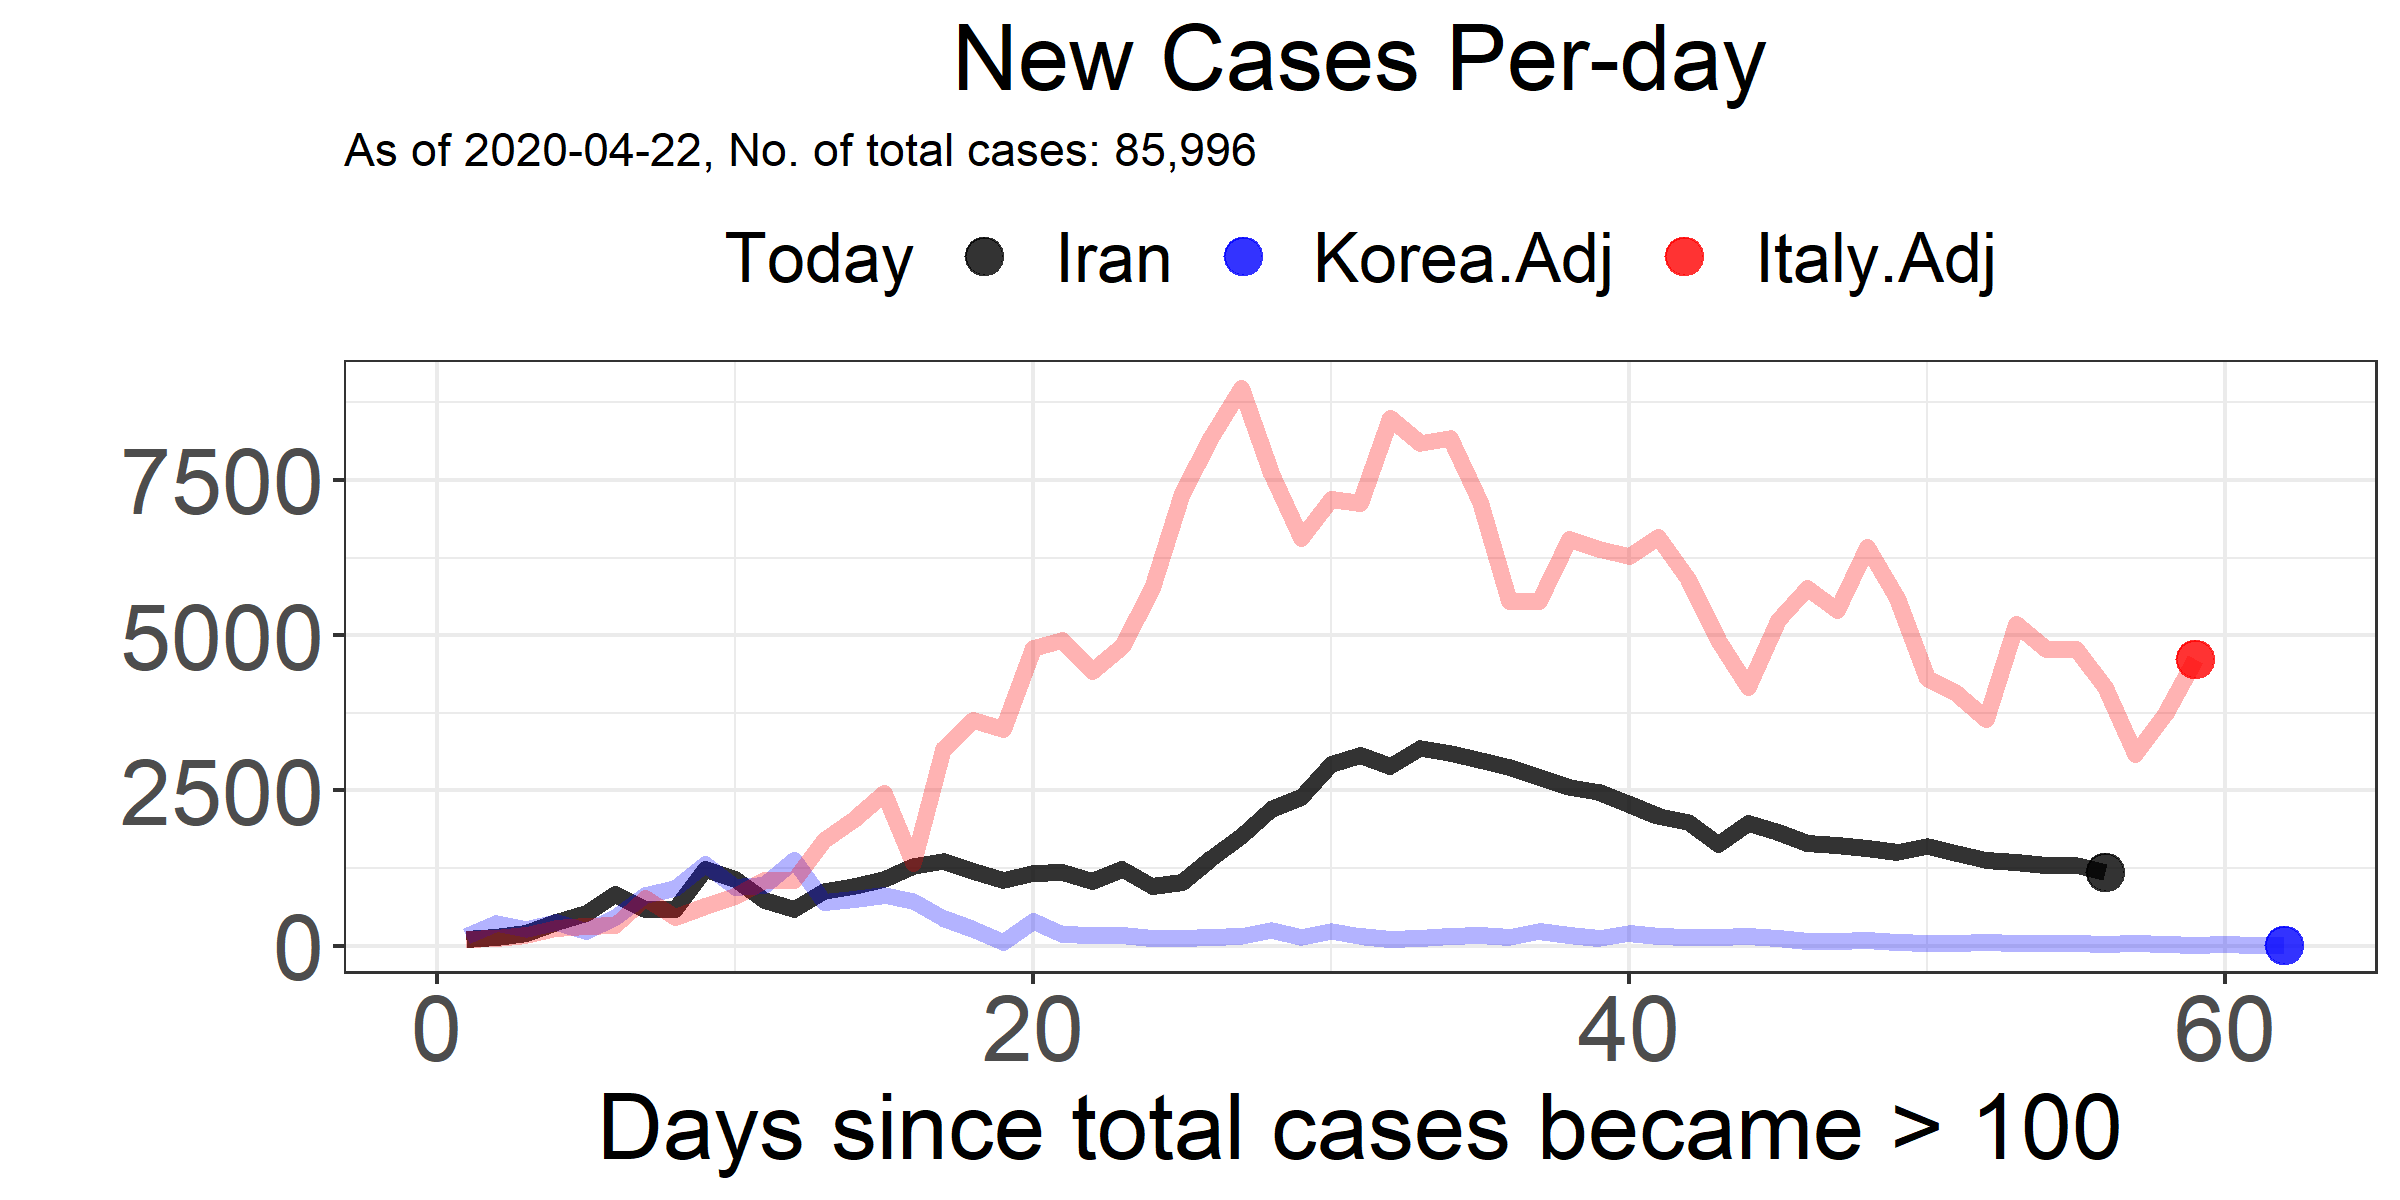 New Cases Per-day
As of 2020-04-22, No. of total cases: 85,996
Today Iran Korea.Adj Italy.Adj
7500
5000
2500
0
0 20 40 60
Days since total cases became > 100